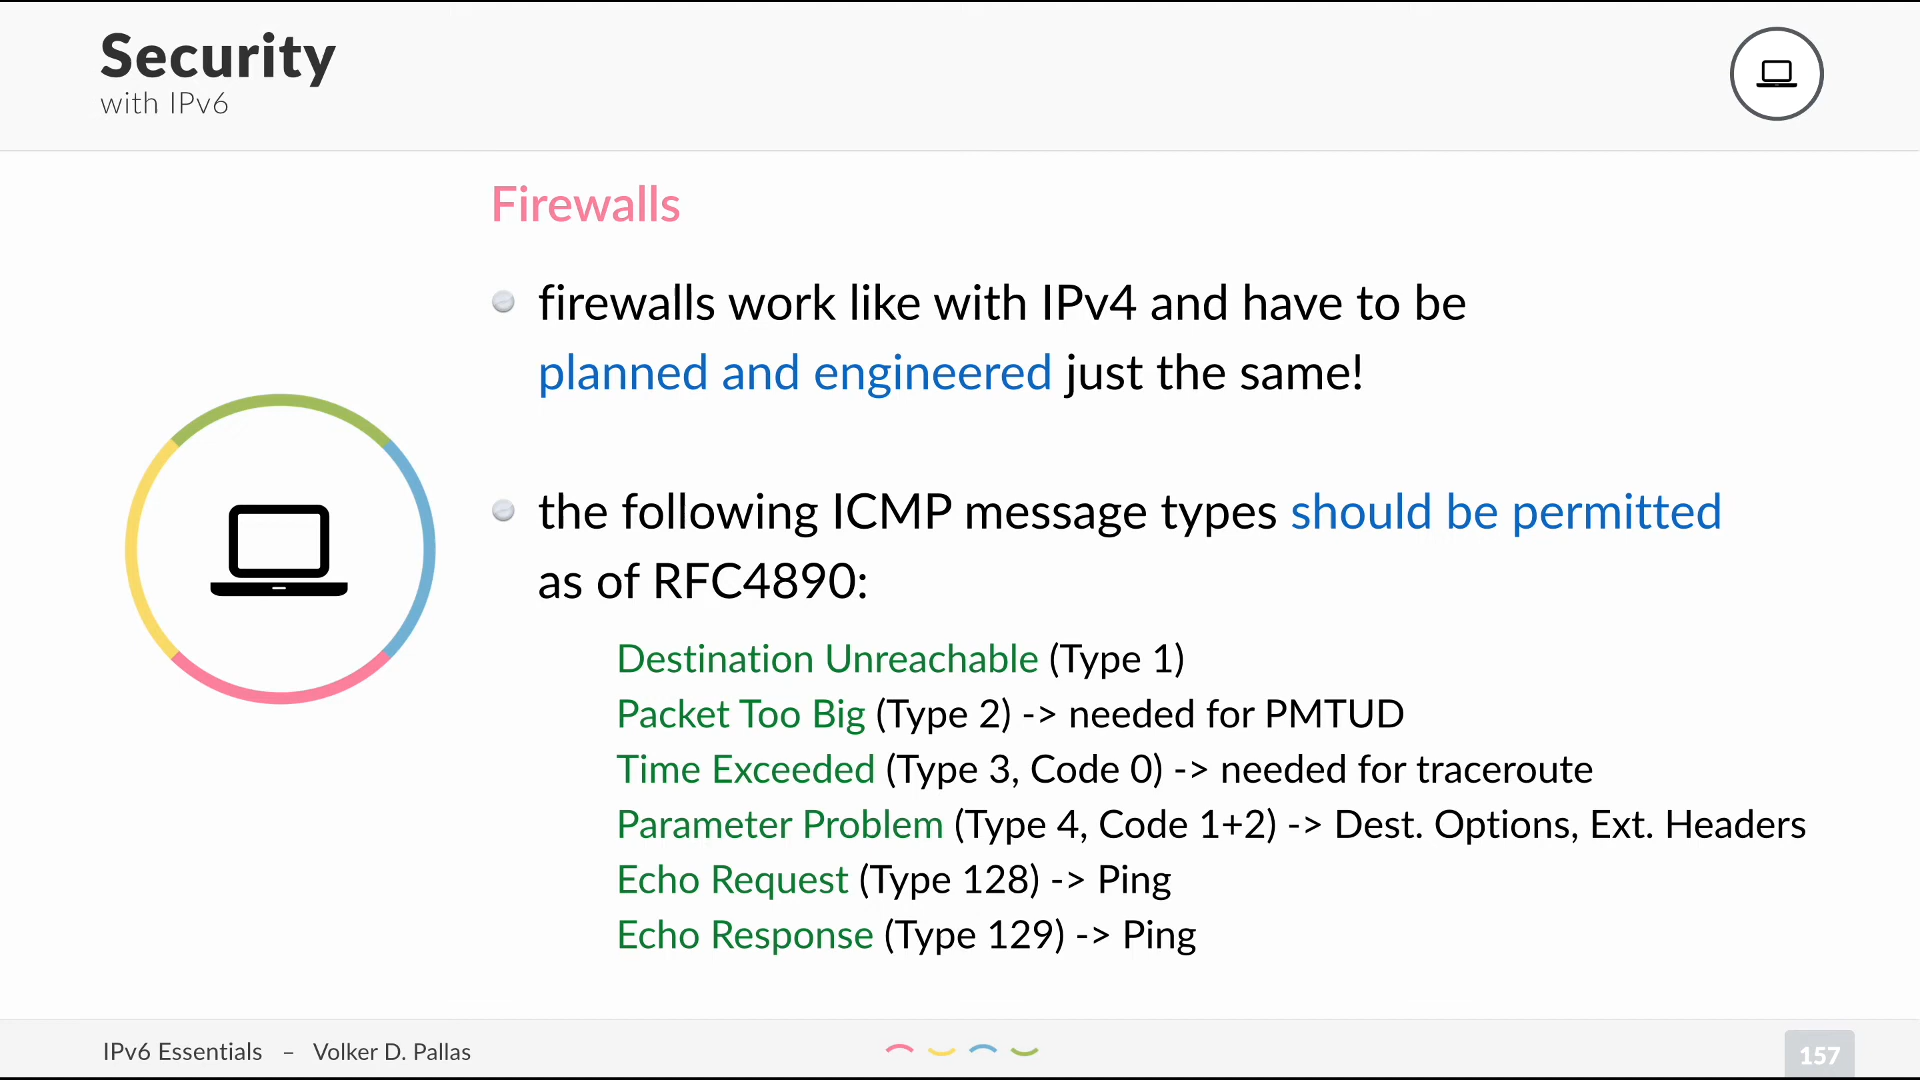 Security
with IPv6
Firewalls
firewalls work like with IPv4 and have to be
planned and engineered just the same!
the following ICMP message types should be permitted
as of RFC4890:
Destination Unreachable (Type 1)
Packet Too Big (Type 2) -> needed for PMTUD
Time Exceeded (Type 3, Code 0) -> needed for traceroute
Parameter Problem (Type 4, Code 1+2) -> Dest. Options, Ext. Headers
Echo Request (Type 128) -> Ping
Echo Response (Type 129) -> Ping
IPv6 Essentials – Volker D. Pallas
157